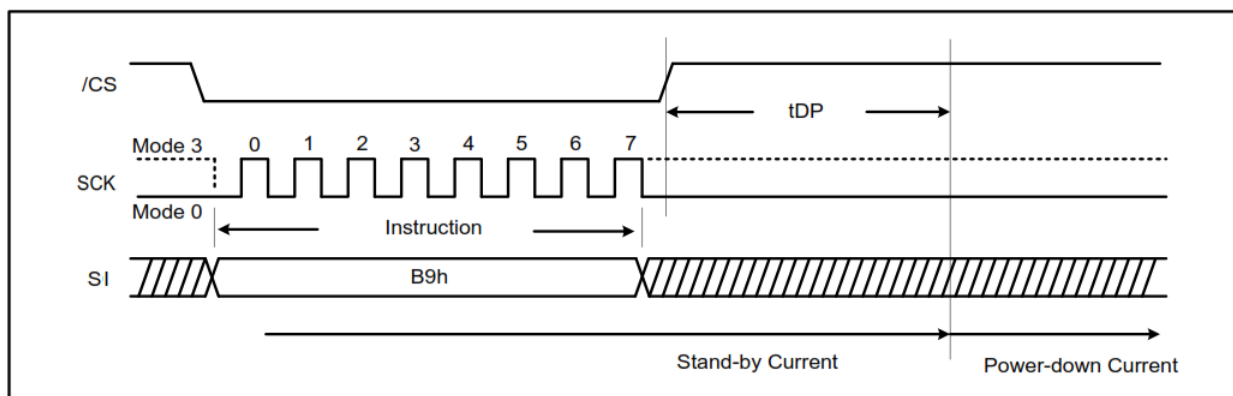 /CS
tDP
Mode 3
0 1 2 3 4 5 6 7
SCK
Mode 0
Instruction
SI
B9h
Stand-by Current
Power-down Current